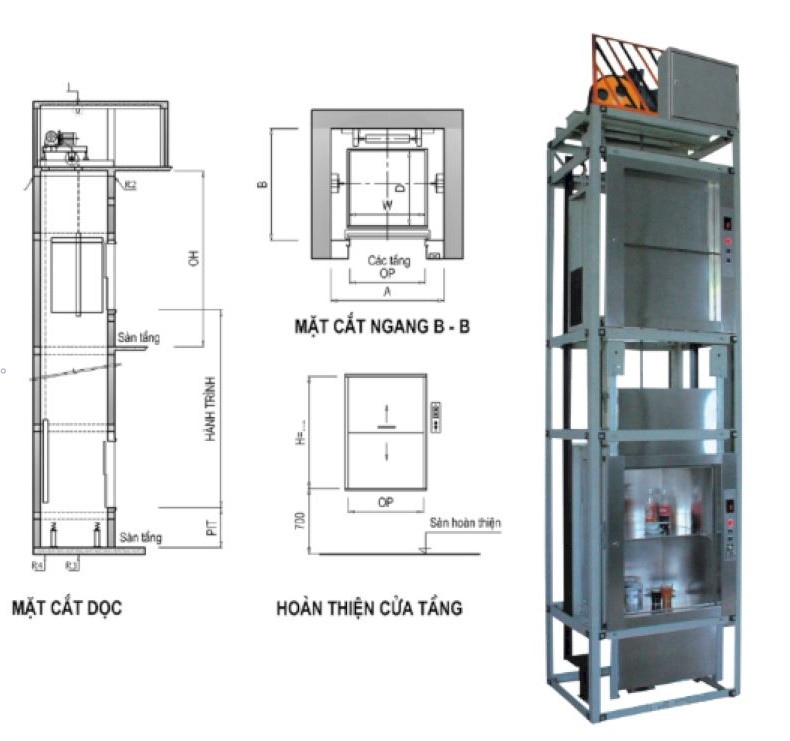 L
R2
OH
Sàn tầng
HÀNH TRÌNH
PIT
Sàn tầng
R4
R3
MẶT CẮT DỌC
B
D
W
Các tầng
OP
A
MẶT CẮT NGANG B - B
H=....
OP
700
Sàn hoàn thiện
HOÀN THIỆN CỬA TẦNG